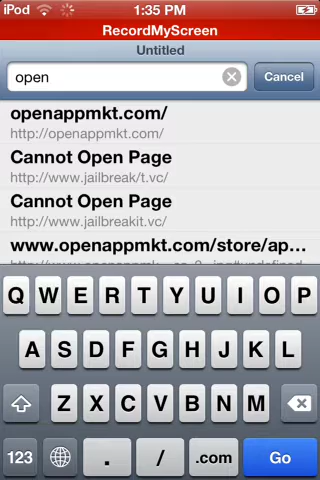 iPod 1:35 PM
RecordMyScreen
Untitled
open Cancel
openappmkt.com/
http://openappmkt.com/
Cannot Open Page
http://www.jailbreak/t.vc/
Cannot Open Page
http://www.jailbreakit.vc/
www.openappmkt.com/store/ap...
Q W E R T Y U I O P
A S D F G H J K L
Z X C V B N M
123 . / .com Go